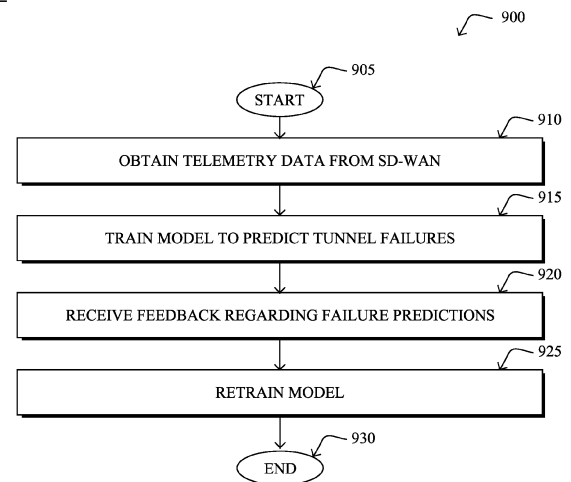 900
905
START
910
OBTAIN TELEMETRY DATA FROM SD-WAN
915
TRAIN MODEL TO PREDICT TUNNEL FAILURES
920
RECEIVE FEEDBACK REGARDING FAILURE PREDICTIONS
925
RETRAIN MODEL
930
END